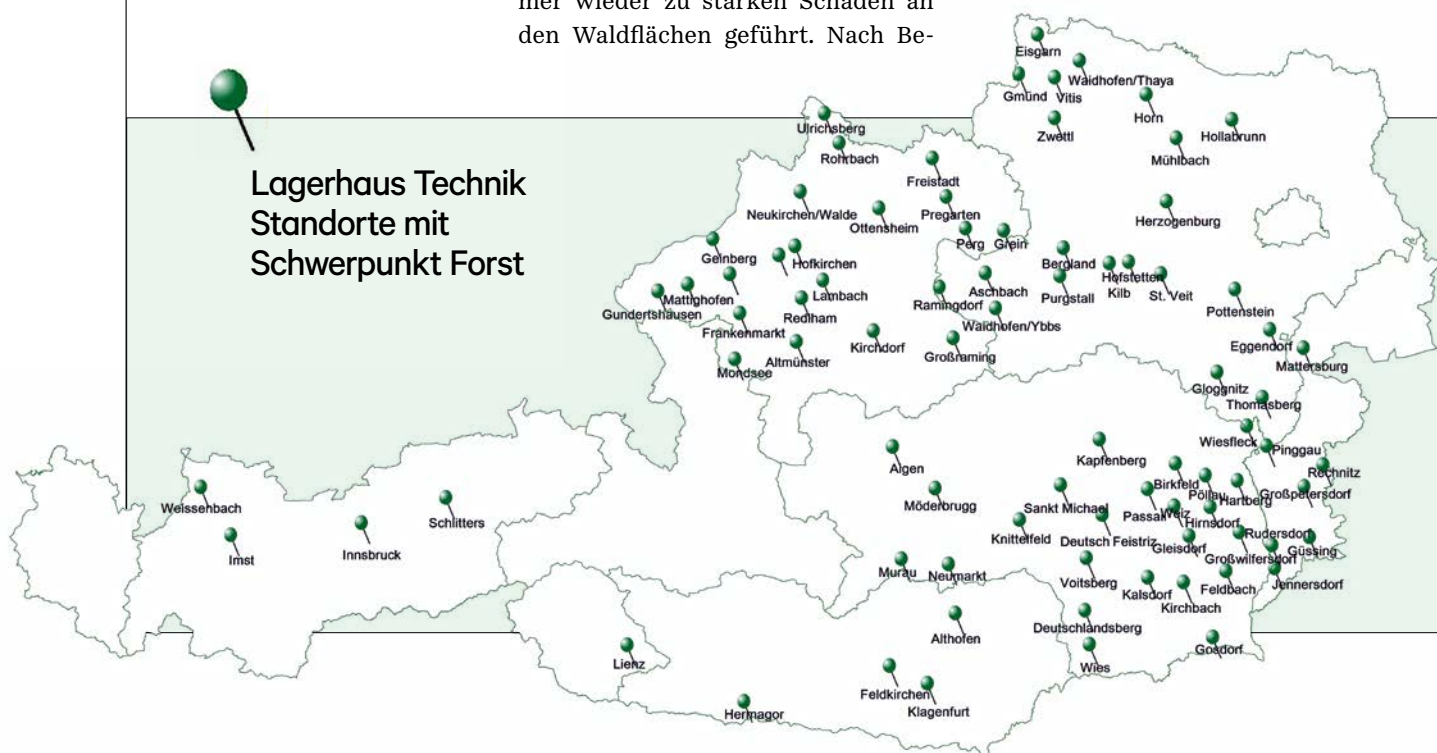 mer wieder zu starken Schäden an
den Waldflächen geführt. Nach Be-
Lagerhaus Technik
Standorte mit
Schwerpunkt Forst
Eisgarn
Waidhofen/Thaya
Gmünd
Vitis
Horn
Zwettl
Hollabrunn
Mühlbach
Ulrichsberg
Rohrbach
Freistadt
Neukirchen/Walde
Pregarten
Ottensheim
Herzogenburg
Perg
Grein
Geinberg
Hofkirchen
Bergland
Hofstetten
Mattighofen
Lambach
Aschbach
Purgstall
Kilb
St. Veit
Gundertshausen
Redlham
Ramingdorf
Pottenstein
Frankenmarkt
Waidhofen/Ybbs
Kirchdorf
Großraming
Eggendorf
Altmünster
Mondsee
Mattersburg
Gloggnitz
Thomasberg
Wiesfleck
Pinggau
Aigen
Kapfenberg
Rechnitz
Birkfeld
Pöllau
Hartberg
Großpetersdorf
Weissenbach
Möderbrugg
Sankt Michael
Passail
Weiz
Hirnsdorf
Schlitters
Innsbruck
Imst
Knittelfeld
Deutsch Feistriz
Gleisdorf
Rudersdorf
Großwilfersdorf
Güssing
Murau
Neumarkt
Voitsberg
Kalsdorf
Kirchbach
Feldbach
Jennersdorf
Althofen
Deutschlandsberg
Gosdorf
Lienz
Wies
Feldkirchen
Klagenfurt
Hermagor